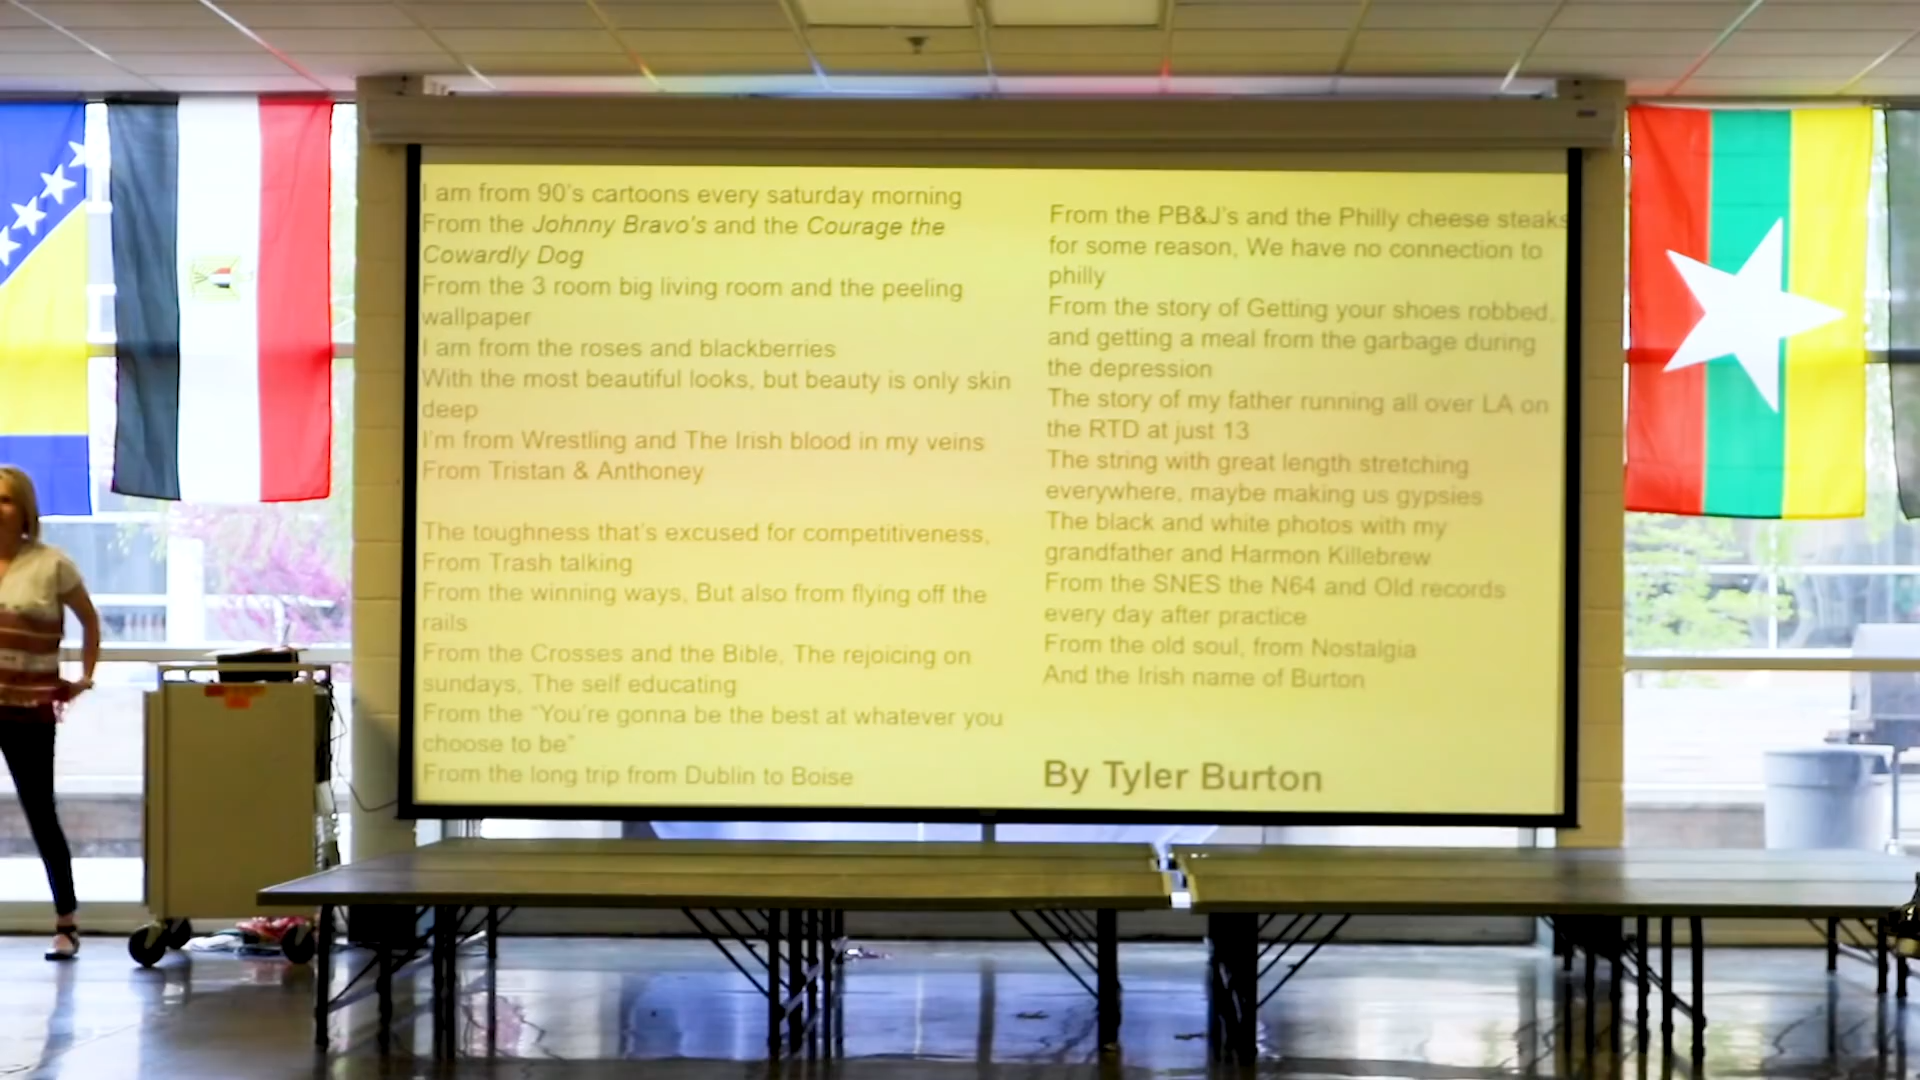 I am from 90's cartoons every saturday morning
From the Johnny Bravo's and the Courage the
Cowardly Dog
From the 3 room big living room and the peeling
wallpaper
I am from the roses and blackberries
With the most beautiful looks, but beauty is only skin
deep
I'm from Wrestling and The Irish blood in my veins
From Tristan & Anthoney
The toughness that's excused for competitiveness,
From Trash talking
From the winning ways, But also from flying off the
rails
From the Crosses and the Bible, The rejoicing on
sundays, The self educating
From the "You're gonna be the best at whatever you
choose to be"
From the long trip from Dublin to Boise
From the PB&J's and the Philly cheese steaks
for some reason, We have no connection to
philly
From the story of Getting your shoes robbed,
and getting a meal from the garbage during
the depression
The story of my father running all over LA on
the RTD at just 13
The string with great length stretching
everywhere, maybe making us gypsies
The black and white photos with my
grandfather and Harmon Killebrew
From the SNES the N64 and Old records
every day after practice
From the old soul, from Nostalgia
And the Irish name of Burton
By Tyler Burton